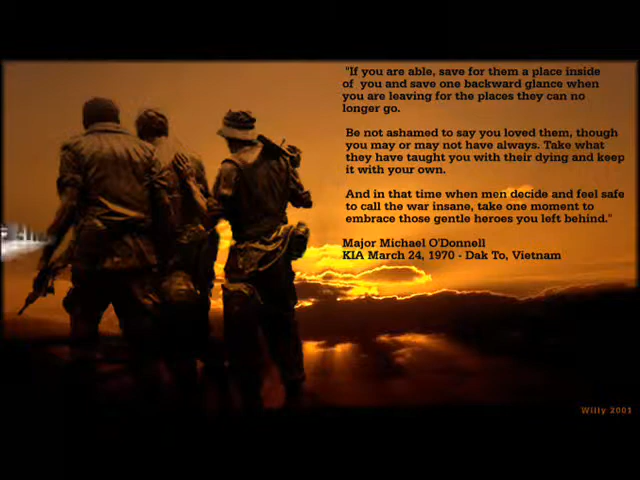 "If you are able, save for them a place inside
of you and save one backward glance when
you are leaving for the places they can no
longer go.
Be not ashamed to say you loved them, though
you may or may not have always. Take what
they have taught you with their dying and keep
it with your own.
And in that time when men decide and feel safe
to call the war insane, take one moment to
embrace those gentle heroes you left behind."
Major Michael O'Donnell
KIA March 24, 1970 - Dak To, Vietnam
Willy 2001